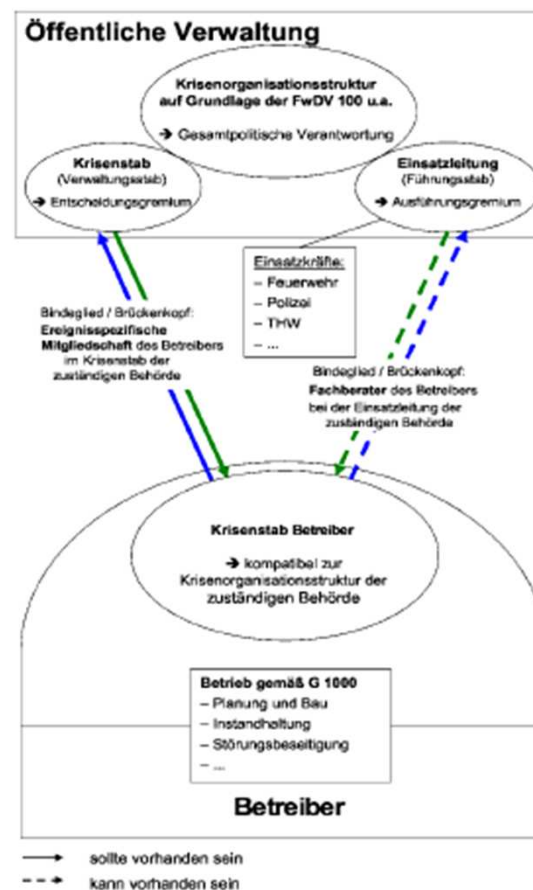 Öffentliche Verwaltung
Krisenorganisationsstruktur
auf Grundlage der FwDV 100 u.a.
➔ Gesamtpolitische Verantwortung
Krisenstab
(Verwaltungsstab)
➔ Entscheidungsgremium
Einsatzleitung
(Führungsstab)
➔ Ausführungsgremium
Einsatzkräfte:
– Feuerwehr
– Polizei
– THW
– ...
Bindeglied / Brückenkopf:
Ereignisspezifische
Mitgliedschaft des Betreibers
im Krisenstab der
zuständigen Behörde
Bindeglied / Brückenkopf:
Fachberater des Betreibers
bei der Einsatzleitung der
zuständigen Behörde
Krisenstab Betreiber
➔ kompatibel zur
Krisenorganisationsstruktur der
zuständigen Behörde
Betrieb gemäß G 1000
– Planung und Bau
– Instandhaltung
– Störungsbeseitigung
– ...
Betreiber
sollte vorhanden sein
kann vorhanden sein